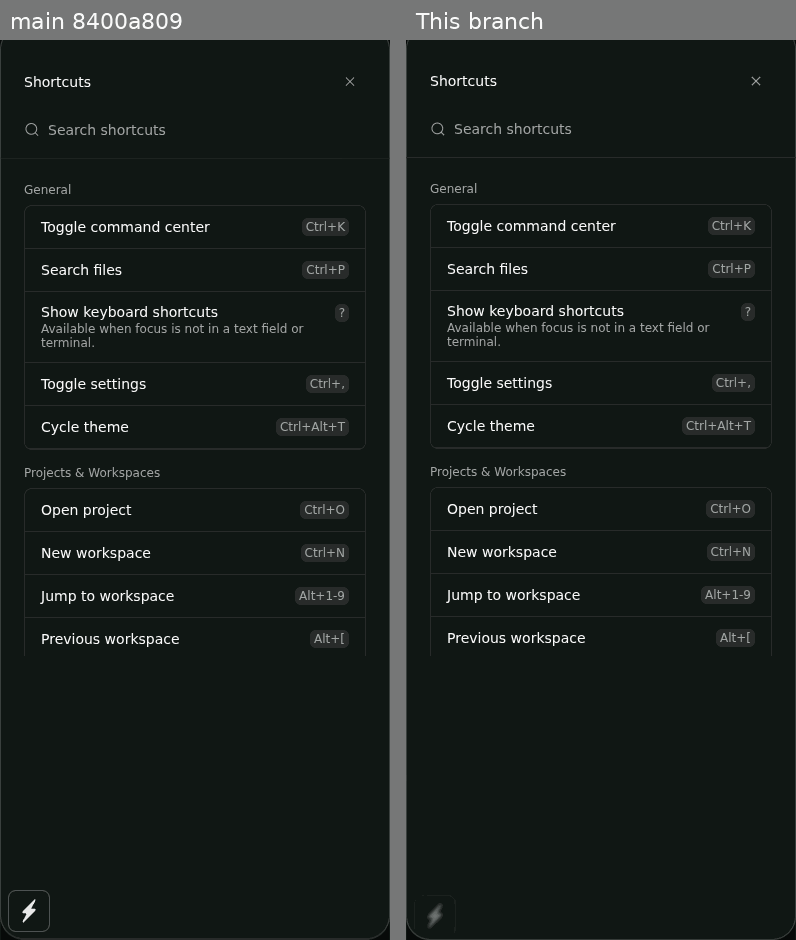 main 8400a809
Shortcuts
Search shortcuts
General
Toggle command center Ctrl+K
Search files Ctrl+P
Show keyboard shortcuts ?
Available when focus is not in a text field or
terminal.
Toggle settings Ctrl+,
Cycle theme Ctrl+Alt+T
Projects & Workspaces
Open project Ctrl+O
New workspace Ctrl+N
Jump to workspace Alt+1-9
Previous workspace Alt+[
This branch
Shortcuts
Search shortcuts
General
Toggle command center Ctrl+K
Search files Ctrl+P
Show keyboard shortcuts ?
Available when focus is not in a text field or
terminal.
Toggle settings Ctrl+,
Cycle theme Ctrl+Alt+T
Projects & Workspaces
Open project Ctrl+O
New workspace Ctrl+N
Jump to workspace Alt+1-9
Previous workspace Alt+[